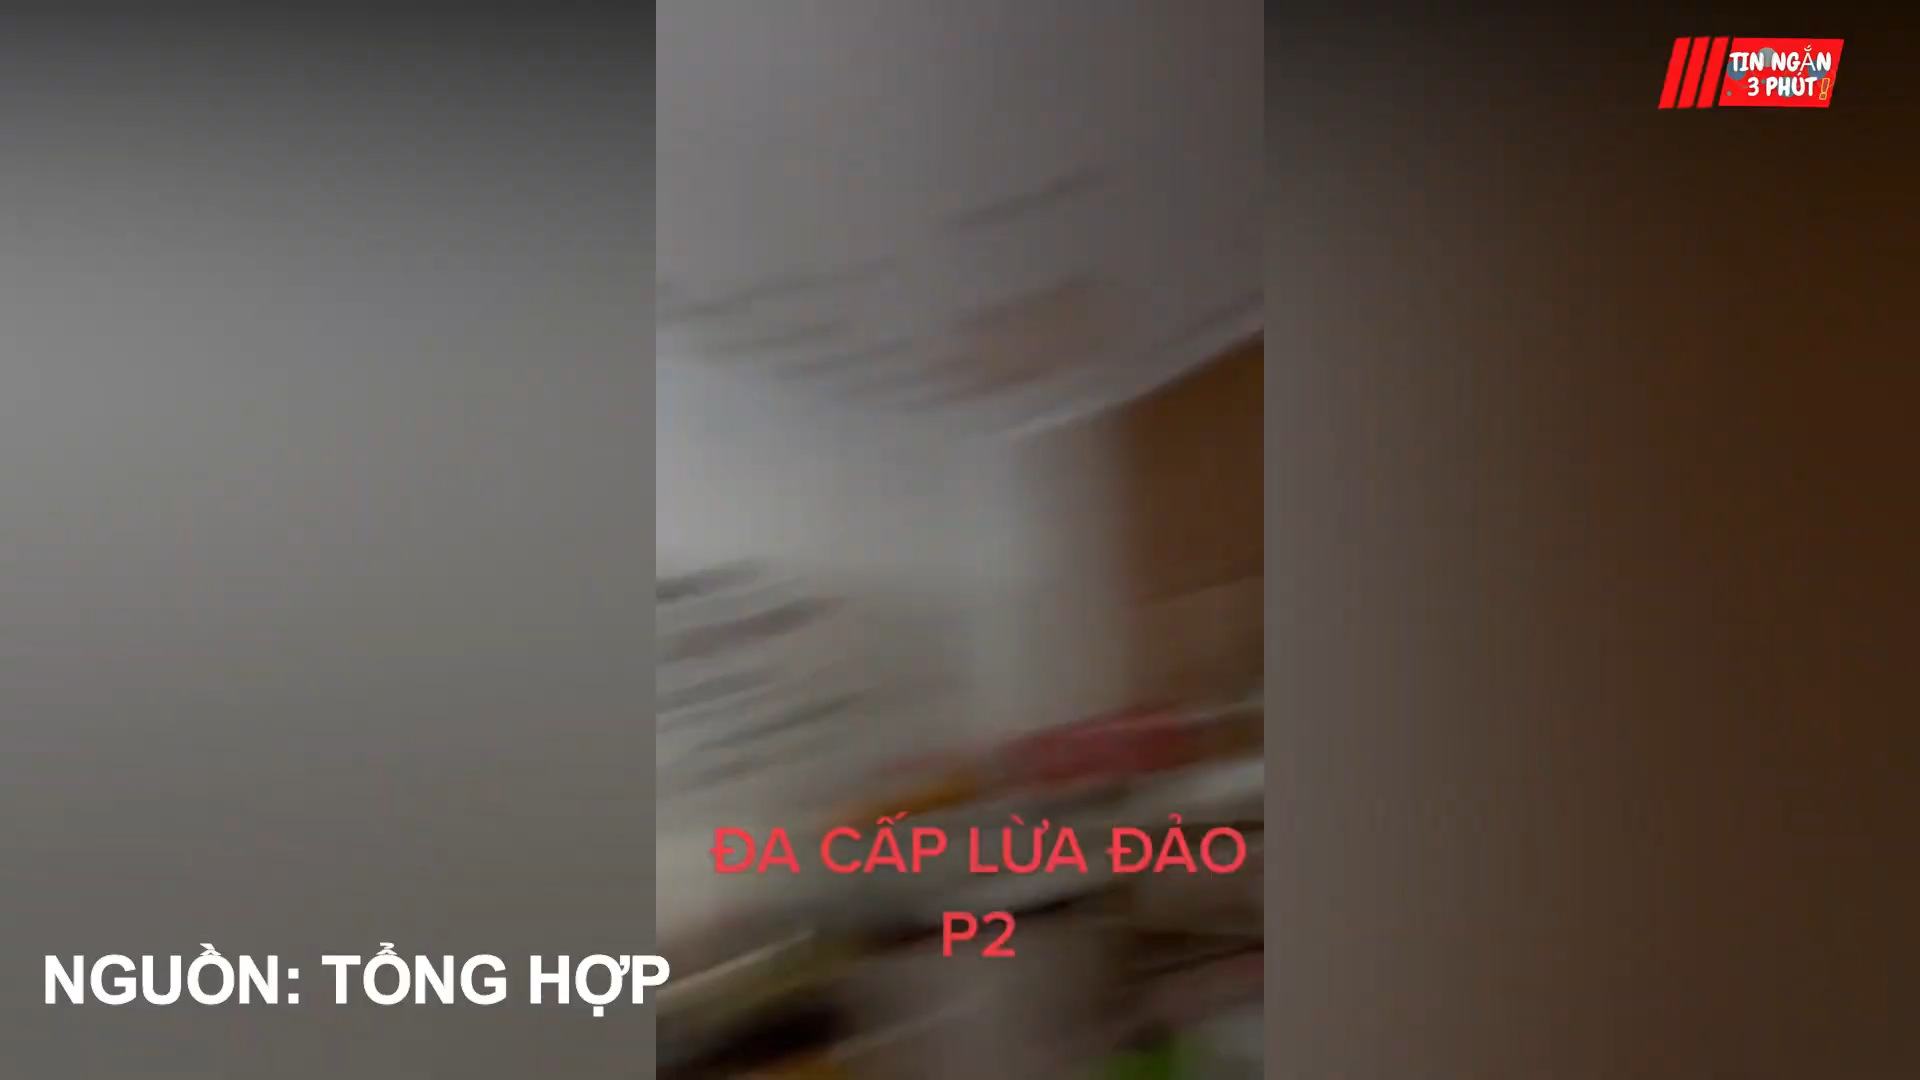 TIN NGẮN
3 PHÚT!
ĐA CẤP LỪA ĐẢO
P2
NGUỒN: TỔNG HỢP